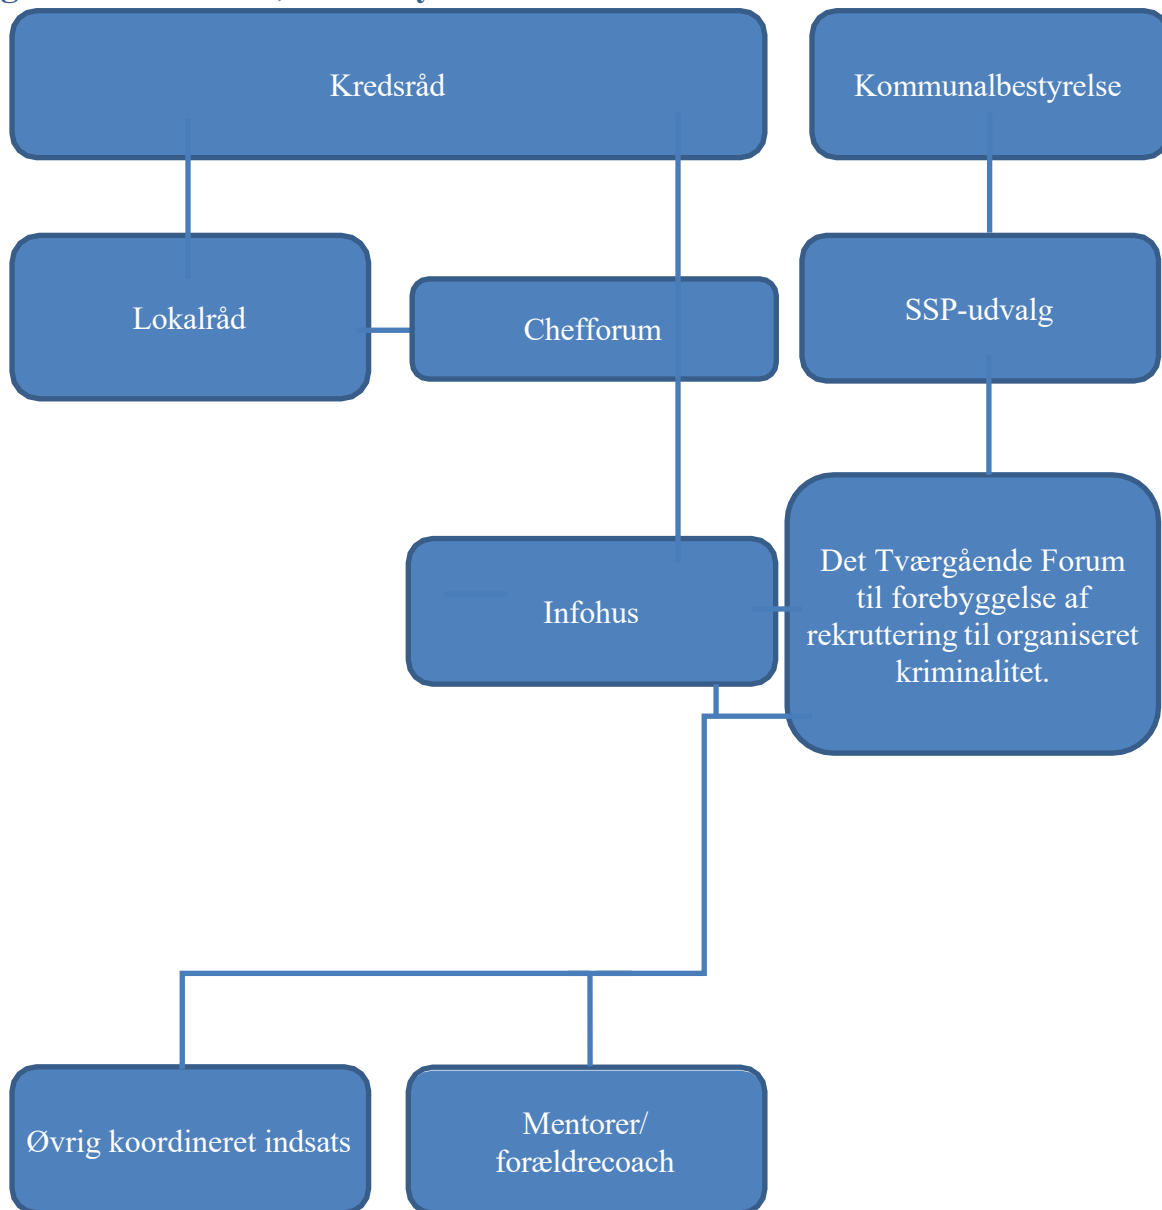 Kredsråd
Kommunalbestyrelse
Lokalråd
Chefforum
SSP-udvalg
Infohus
Det Tværgående Forum
til forebyggelse af
rekruttering til organiseret
kriminalitet.
Øvrig koordineret indsats
Mentorer/
forældrecoach